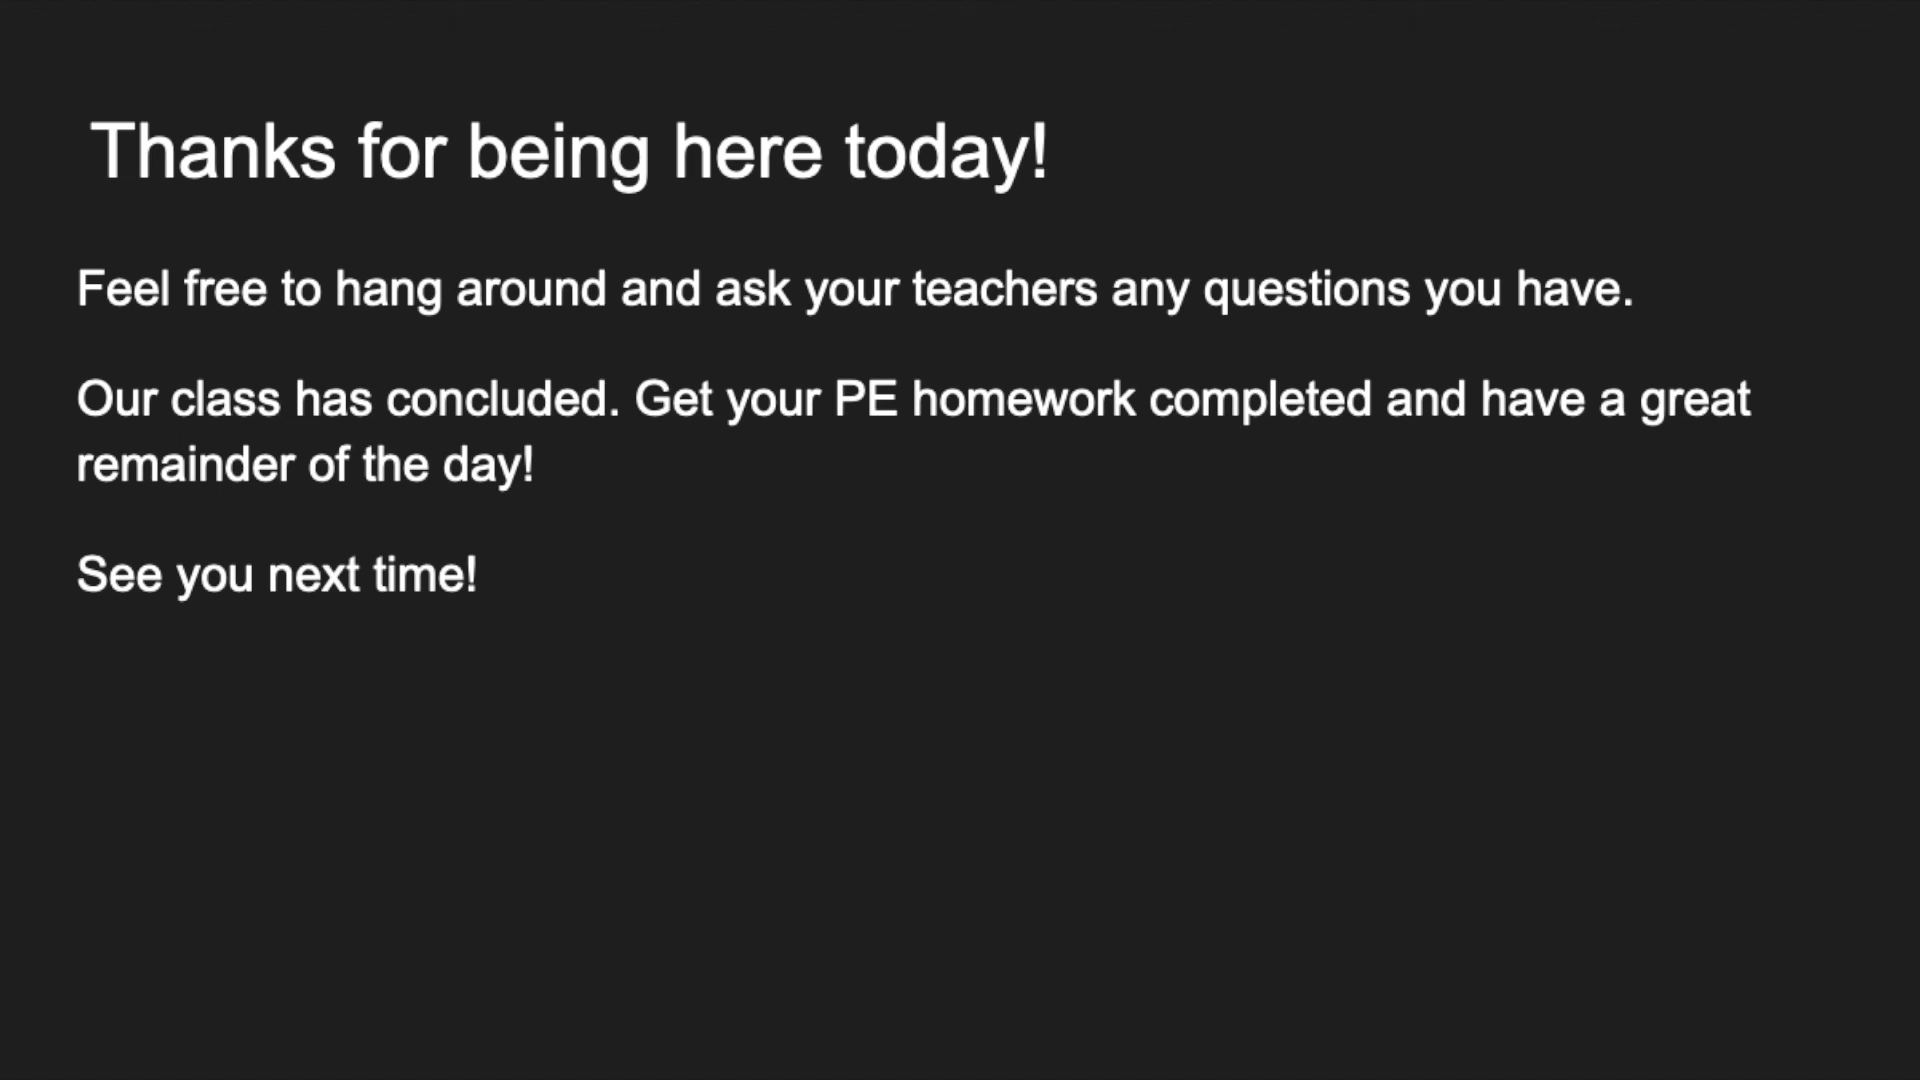 Thanks for being here today!
Feel free to hang around and ask your teachers any questions you have.
Our class has concluded. Get your PE homework completed and have a great
remainder of the day!
See you next time!